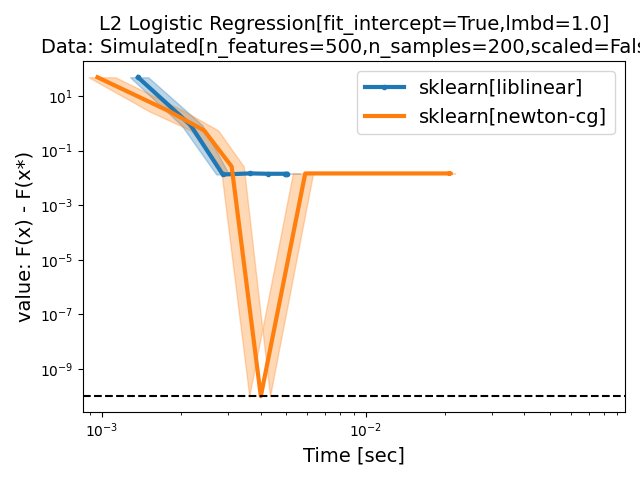 L2 Logistic Regression[fit_intercept=True,lmbd=1.0]
Data: Simulated[n_features=500,n_samples=200,scaled=Fals
sklearn[liblinear]
sklearn[newton-cg]
value: F(x) - F(x*)
10¹
10⁻¹
10⁻³
10⁻⁵
10⁻⁷
10⁻⁹
10⁻³
10⁻²
Time [sec]